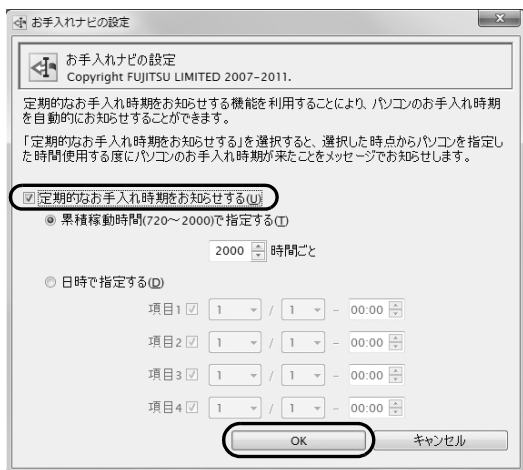 お手入れナビの設定
お手入れナビの設定
Copyright FUJITSU LIMITED 2007-2011.
定期的なお手入れ時期をお知らせする機能を利用することにより、パソコンのお手入れ時期
を自動的にお知らせすることができます。
「定期的なお手入れ時期をお知らせする」を選択すると、選択した時点からパソコンを指定し
た時間使用する度にパソコンのお手入れ時期が来たことをメッセージでお知らせします。
定期的なお手入れ時期をお知らせする(U)
累積稼動時間(720～2000)で指定する(T)
2000 時間ごと
日時で指定する(D)
項目1 1 / 1 - 00:00
項目2 1 / 1 - 00:00
項目3 1 / 1 - 00:00
項目4 1 / 1 - 00:00
OK キャンセル